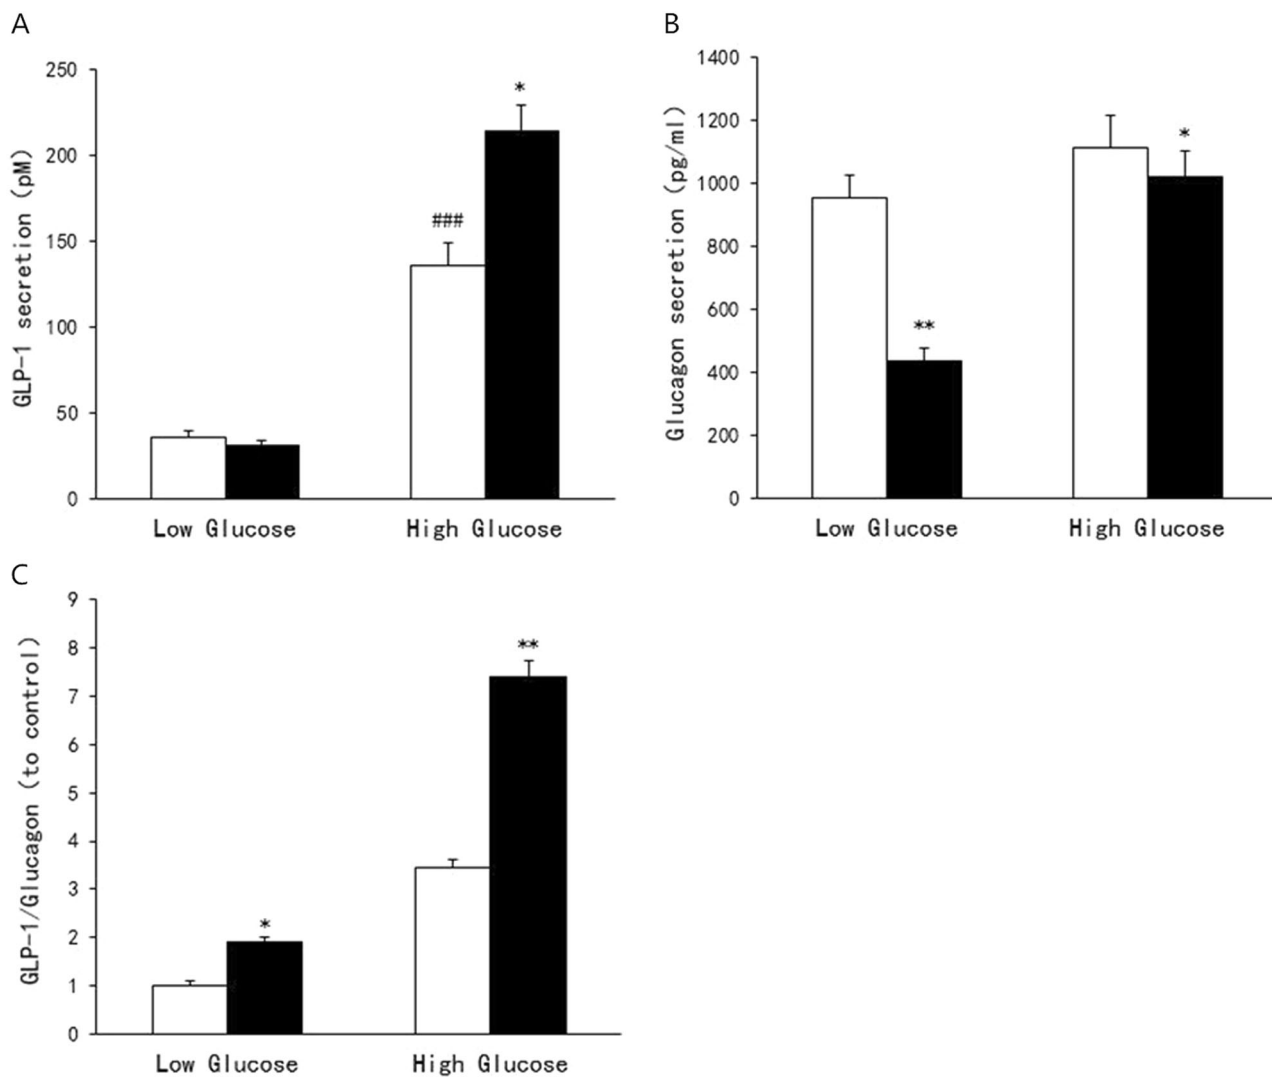 A
GLP-1 secretion (pM)
250
200
150
100
50
0
###
*
Low Glucose
High Glucose
B
Glucagon secretion (pg/ml)
1400
1200
1000
800
600
400
200
0
**
*
Low Glucose
High Glucose
C
GLP-1/Glucagon (to control)
9
8
7
6
5
4
3
2
1
0
*
**
Low Glucose
High Glucose